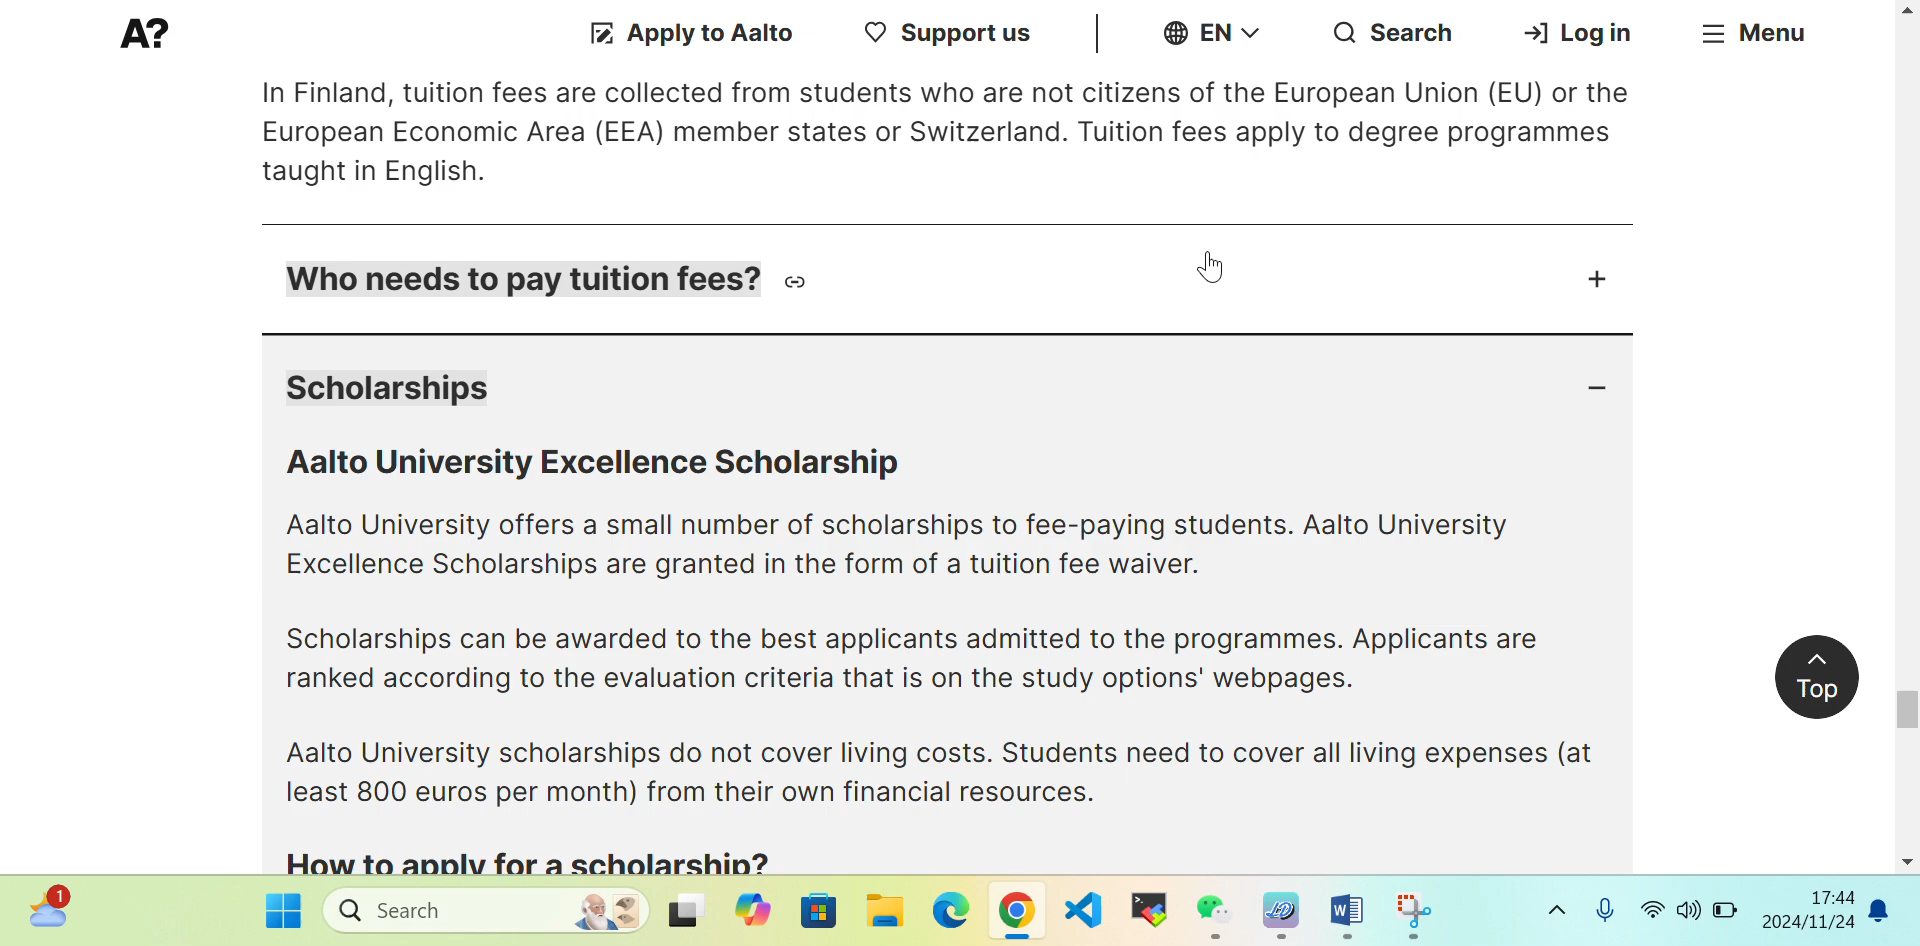 A?
Apply to Aalto
Support us
EN
Search
Log in
Menu
In Finland, tuition fees are collected from students who are not citizens of the European Union (EU) or the
European Economic Area (EEA) member states or Switzerland. Tuition fees apply to degree programmes
taught in English.
Who needs to pay tuition fees?
+
Scholarships
−
Aalto University Excellence Scholarship
Aalto University offers a small number of scholarships to fee-paying students. Aalto University
Excellence Scholarships are granted in the form of a tuition fee waiver.
Scholarships can be awarded to the best applicants admitted to the programmes. Applicants are
ranked according to the evaluation criteria that is on the study options' webpages.
Top
Aalto University scholarships do not cover living costs. Students need to cover all living expenses (at
least 800 euros per month) from their own financial resources.
How to apply for a scholarship?
1
Search
17:44
2024/11/24